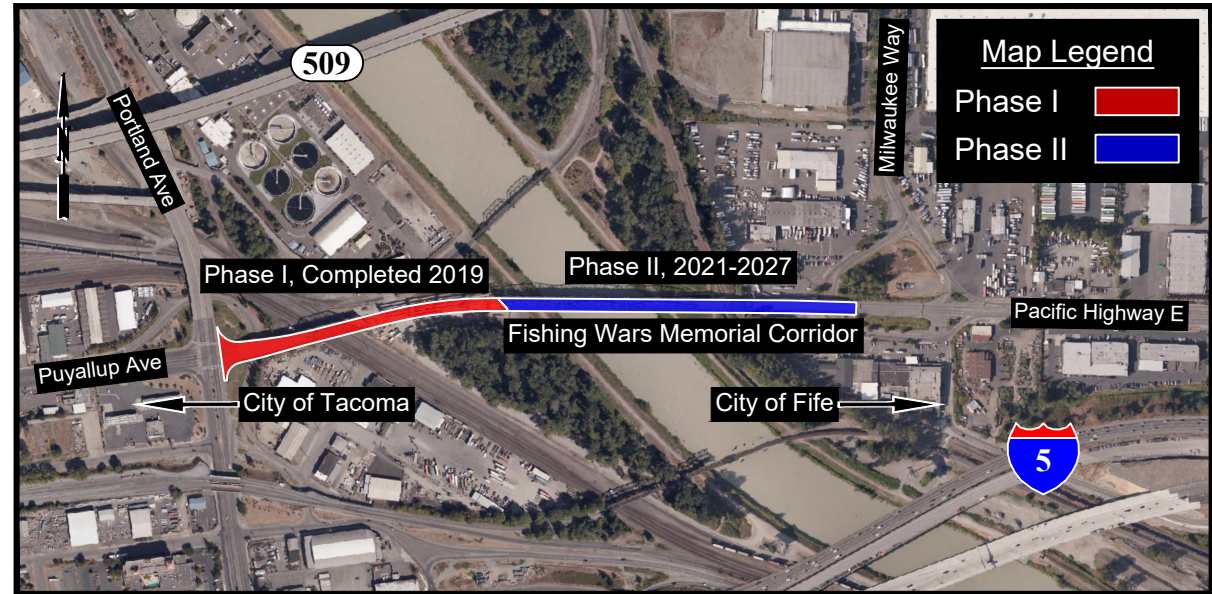 509
Portland Ave
Milwaukee Way
Map Legend
Phase I
Phase II
Phase I, Completed 2019
Phase II, 2021-2027
Fishing Wars Memorial Corridor
Pacific Highway E
Puyallup Ave
City of Tacoma
City of Fife
5